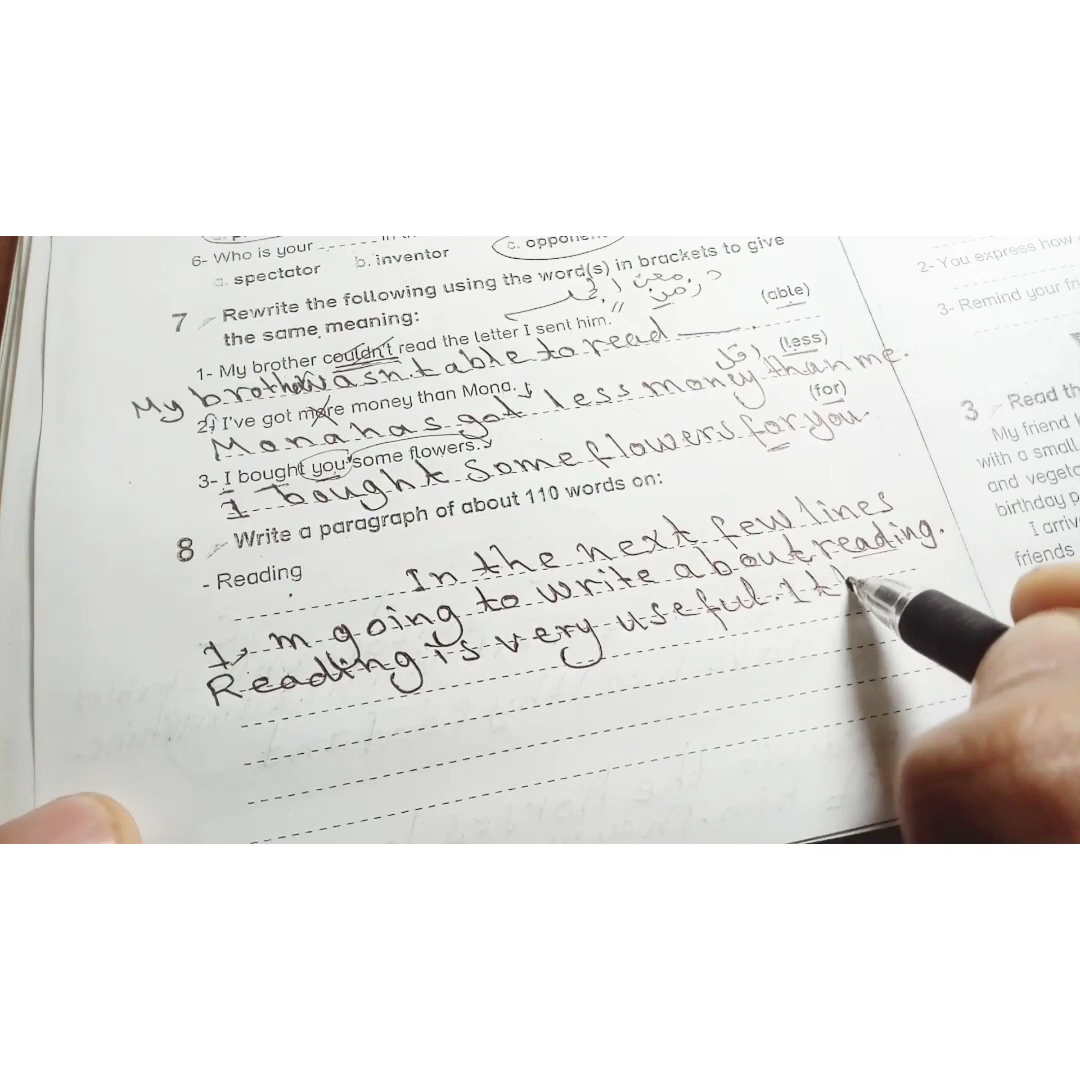 6- Who is your ------- in t
a. spectator b. inventor c. opponent
7 Rewrite the following using the word(s) in brackets to give
the same meaning:
1- My brother couldn't read the letter I sent him. (able)
My brother wasn't able to read
2- I've got more money than Mona. (less)
اقل
Mona has got less money than me.
3- I bought you some flowers. (for)
I bought some flowers for you.
8 Write a paragraph of about 110 words on:
- Reading
In the next few lines
I'm going to write about reading.
Reading is very useful. It
2- You express how
3- Remind your fri
3 Read th
My friend
with a small
and vegeta
birthday p
I arriv
friends